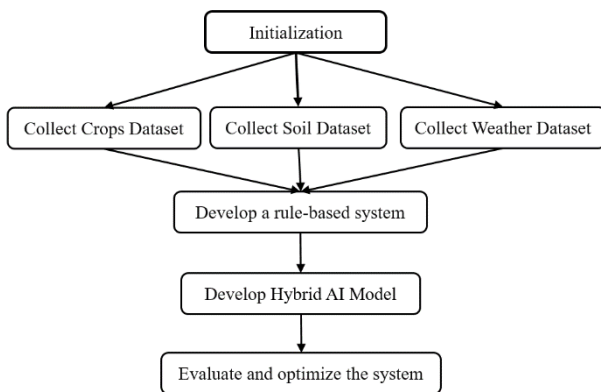 Initialization
Collect Crops Dataset
Collect Soil Dataset
Collect Weather Dataset
Develop a rule-based system
Develop Hybrid AI Model
Evaluate and optimize the system